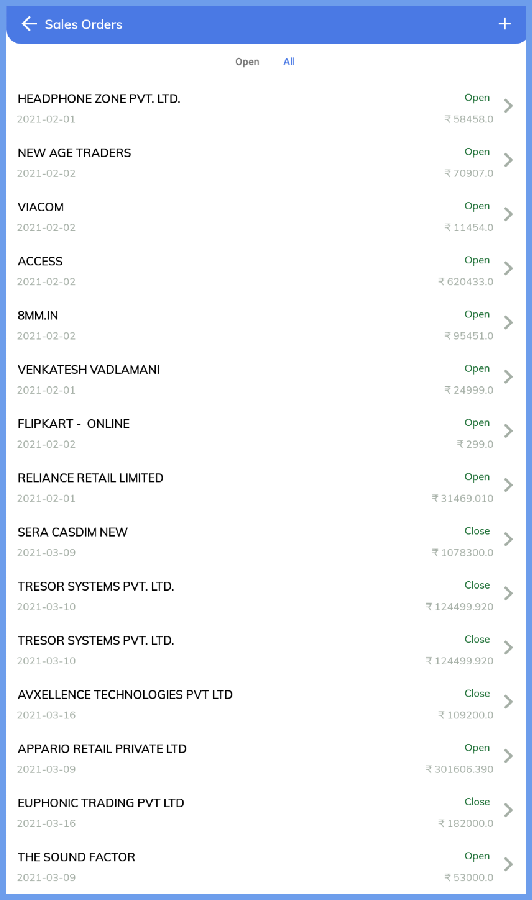 Sales Orders
Open All
HEADPHONE ZONE PVT. LTD. Open
2021-02-01 ₹ 58458.0
NEW AGE TRADERS Open
2021-02-02 ₹ 70907.0
VIACOM Open
2021-02-02 ₹ 11454.0
ACCESS Open
2021-02-02 ₹ 620433.0
8MM.IN Open
2021-02-02 ₹ 95451.0
VENKATESH VADLAMANI Open
2021-02-01 ₹ 24999.0
FLIPKART - ONLINE Open
2021-02-02 ₹ 299.0
RELIANCE RETAIL LIMITED Open
2021-02-01 ₹ 31469.010
SERA CASDIM NEW Close
2021-03-09 ₹ 1078300.0
TRESOR SYSTEMS PVT. LTD. Close
2021-03-10 ₹ 124499.920
TRESOR SYSTEMS PVT. LTD. Close
2021-03-10 ₹ 124499.920
AVXELLENCE TECHNOLOGIES PVT LTD Close
2021-03-16 ₹ 109200.0
APPARIO RETAIL PRIVATE LTD Open
2021-03-09 ₹ 301606.390
EUPHONIC TRADING PVT LTD Close
2021-03-16 ₹ 182000.0
THE SOUND FACTOR Open
2021-03-09 ₹ 53000.0